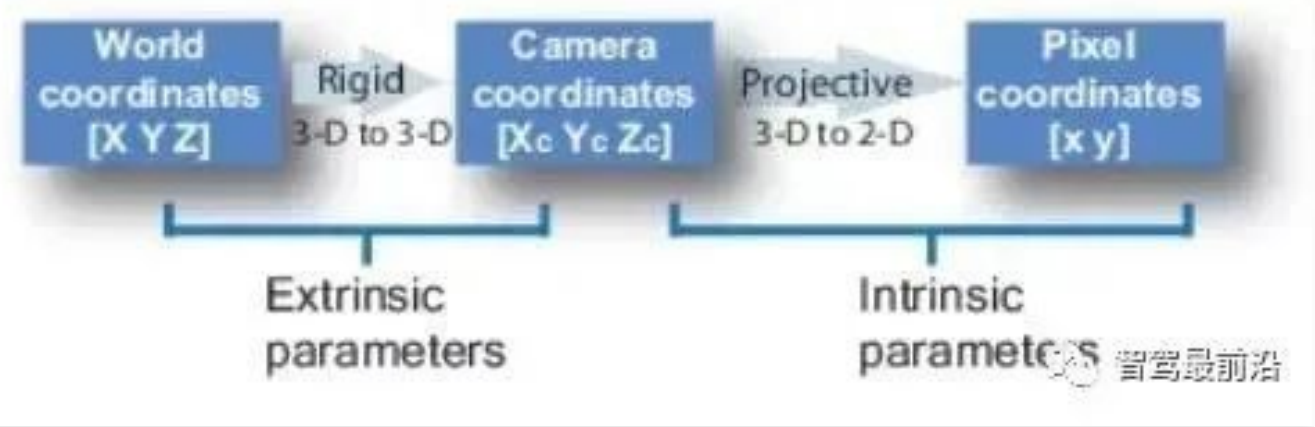 World
coordinates
[X Y Z]
Rigid
3-D to 3-D
Camera
coordinates
[Xc Yc Zc]
Projective
3-D to 2-D
Pixel
coordinates
[x y]
Extrinsic
parameters
Intrinsic
parameters
智驾最前沿